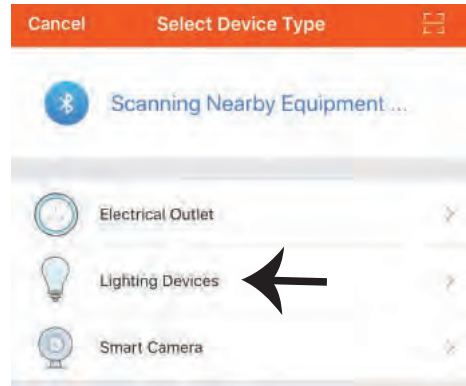 Cancel Select Device Type
Scanning Nearby Equipment ...
Electrical Outlet
Lighting Devices
Smart Camera